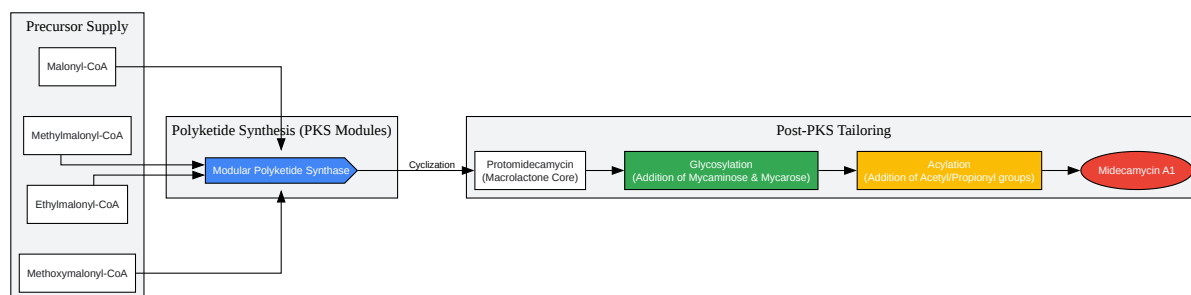 Precursor Supply
Malonyl-CoA
Methylmalonyl-CoA
Ethylmalonyl-CoA
Methoxymalonyl-CoA
Polyketide Synthesis (PKS Modules)
Modular Polyketide Synthase
Cyclization
Post-PKS Tailoring
Protomidecamycin
(Macrolactone Core)
Glycosylation
(Addition of Mycaminose & Mycarose)
Acylation
(Addition of Acetyl/Propionyl groups)
Midecamycin A1